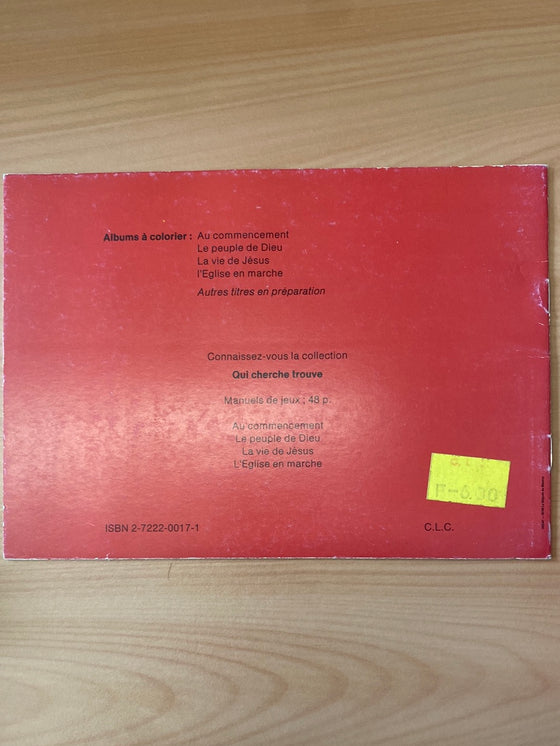 Albums à colorier : Au commencement
Le peuple de Dieu
La vie de Jésus
l'Eglise en marche
Autres titres en préparation
Connaissez-vous la collection
Qui cherche trouve
Manuels de jeux : 48 p.
Au commencement
Le peuple de Dieu
La vie de Jésus
L'Eglise en marche
F-6.00
ISBN 2-7222-0017-1
C.L.C.